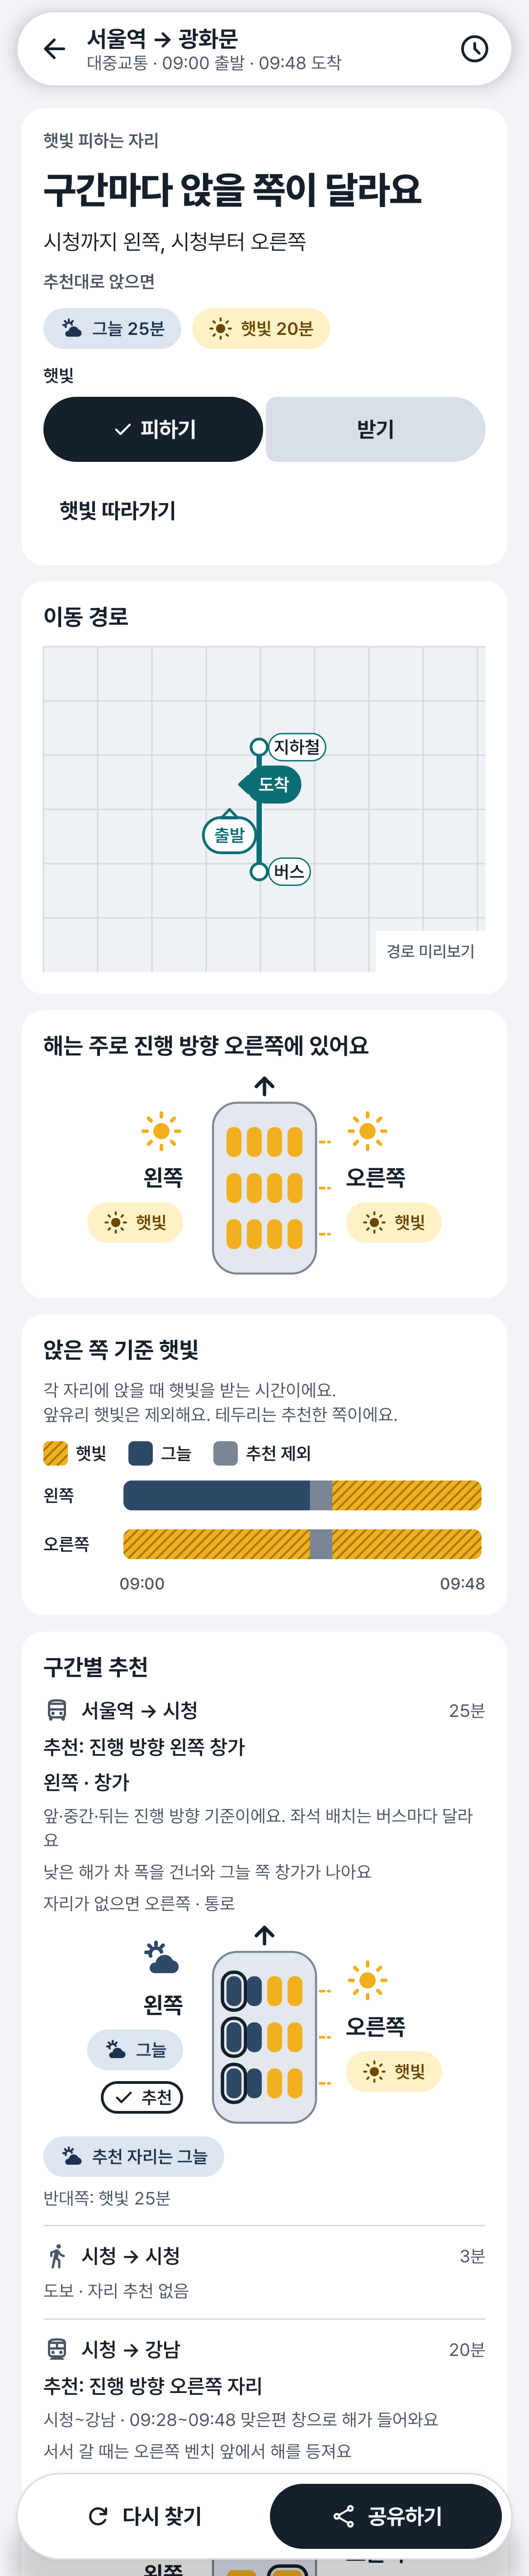 서울역 → 광화문
대중교통 · 09:00 출발 · 09:48 도착
햇빛 피하는 자리
구간마다 앉을 쪽이 달라요
시청까지 왼쪽, 시청부터 오른쪽
추천대로 앉으면
그늘 25분 햇빛 20분
햇빛
피하기 받기
햇빛 따라가기
이동 경로
지하철
도착
출발
버스
경로 미리보기
해는 주로 진행 방향 오른쪽에 있어요
왼쪽 오른쪽
햇빛 햇빛
앉은 쪽 기준 햇빛
각 자리에 앉을 때 햇빛을 받는 시간이에요.
앞유리 햇빛은 제외해요. 테두리는 추천한 쪽이에요.
햇빛 그늘 추천 제외
왼쪽
오른쪽
09:00 09:48
구간별 추천
서울역 → 시청 25분
추천: 진행 방향 왼쪽 창가
왼쪽 · 창가
앞·중간·뒤는 진행 방향 기준이에요. 좌석 배치는 버스마다 달라
요
낮은 해가 차 폭을 건너와 그늘 쪽 창가가 나아요
자리가 없으면 오른쪽 · 통로
왼쪽 오른쪽
그늘 햇빛
추천
추천 자리는 그늘
반대쪽: 햇빛 25분
시청 → 시청 3분
도보 · 자리 추천 없음
시청 → 강남 20분
추천: 진행 방향 오른쪽 자리
시청~강남 · 09:28~09:48 맞은편 창으로 해가 들어와요
서서 갈 때는 오른쪽 벤치 앞에서 해를 등져요
다시 찾기 공유하기